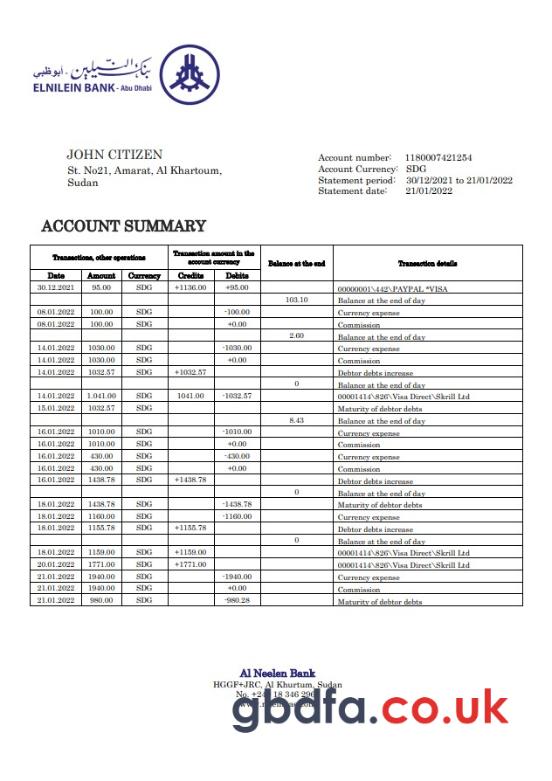 بنك النيلين - أبوظبي
ELNILEIN BANK - Abu Dhabi
JOHN CITIZEN
St. No21, Amarat, Al Khartoum,
Sudan
Account number: 1180007421254
Account Currency: SDG
Statement period: 30/12/2021 to 21/01/2022
Statement date: 21/01/2022
ACCOUNT SUMMARY
Transactions, other operations Transaction amount in the account currency Balance at the end Transaction details
Date Amount Currency Credits Debits
30.12.2021 95.00 SDG +1136.00 +95.00 00000001\442\PAYPAL *VISA
103.10 Balance at the end of day
08.01.2022 100.00 SDG -100.00 Currency expense
08.01.2022 100.00 SDG +0.00 Commission
2.60 Balance at the end of day
14.01.2022 1030.00 SDG -1030.00 Currency expense
14.01.2022 1030.00 SDG +0.00 Commission
14.01.2022 1032.57 SDG +1032.57 Debtor debts increase
0 Balance at the end of day
14.01.2022 1.041.00 SDG 1041.00 -1032.57 00001414\826\Visa Direct\Skrill Ltd
15.01.2022 1032.57 SDG Maturity of debtor debts
8.43 Balance at the end of day
16.01.2022 1010.00 SDG -1010.00 Currency expense
16.01.2022 1010.00 SDG +0.00 Commission
16.01.2022 430.00 SDG -430.00 Currency expense
16.01.2022 430.00 SDG +0.00 Commission
16.01.2022 1438.78 SDG +1438.78 Debtor debts increase
0 Balance at the end of day
18.01.2022 1438.78 SDG -1438.78 Maturity of debtor debts
18.01.2022 1160.00 SDG -1160.00 Currency expense
18.01.2022 1155.78 SDG +1155.78 Debtor debts increase
0 Balance at the end of day
18.01.2022 1159.00 SDG +1159.00 00001414\826\Visa Direct\Skrill Ltd
20.01.2022 1771.00 SDG +1771.00 00001414\826\Visa Direct\Skrill Ltd
21.01.2022 1940.00 SDG -1940.00 Currency expense
21.01.2022 1940.00 SDG +0.00 Commission
21.01.2022 980.00 SDG -980.28 Maturity of debtor debts
Al Neelen Bank
HGGF+JRC, Al Khurtum, Sudan
No. 18 346
gbdfa.co.uk